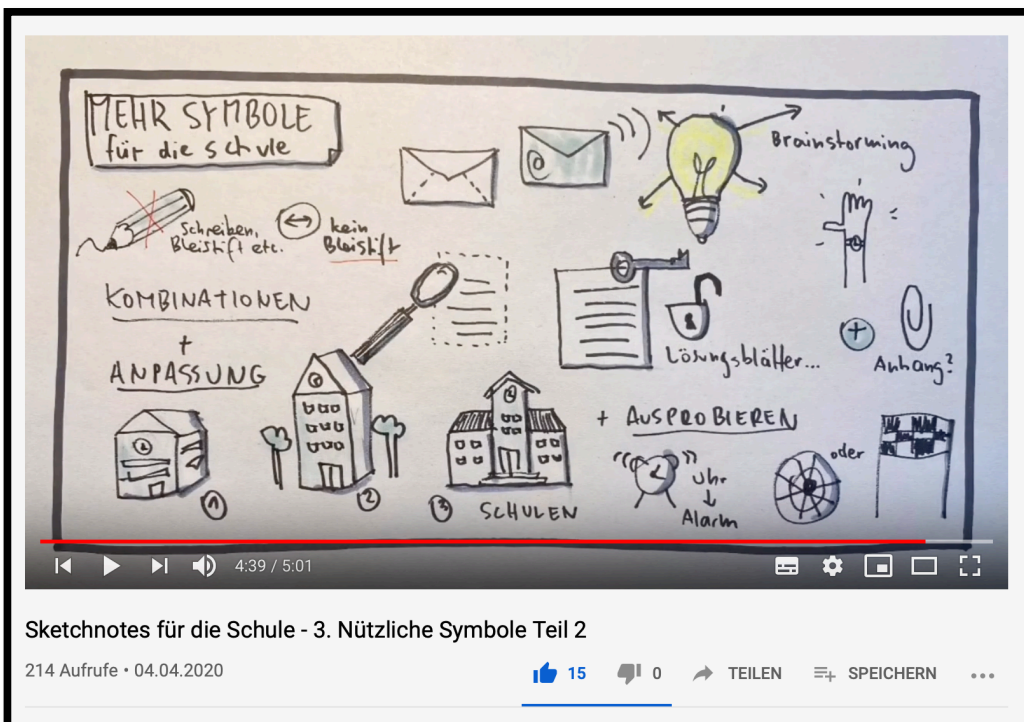 MEHR SYMBOLE
für die Schule
@
Brainstorming
Schreiben,
Bleistift etc.
kein
Bleistift
KOMBINATIONEN
+
ANPASSUNG
Lösungsblätter...
+
Anhang?
1
2
3
SCHULEN
+ AUSPROBIEREN
Uhr
Alarm
oder
4:39 / 5:01
Sketchnotes für die Schule - 3. Nützliche Symbole Teil 2
214 Aufrufe • 04.04.2020
15
0
TEILEN
SPEICHERN